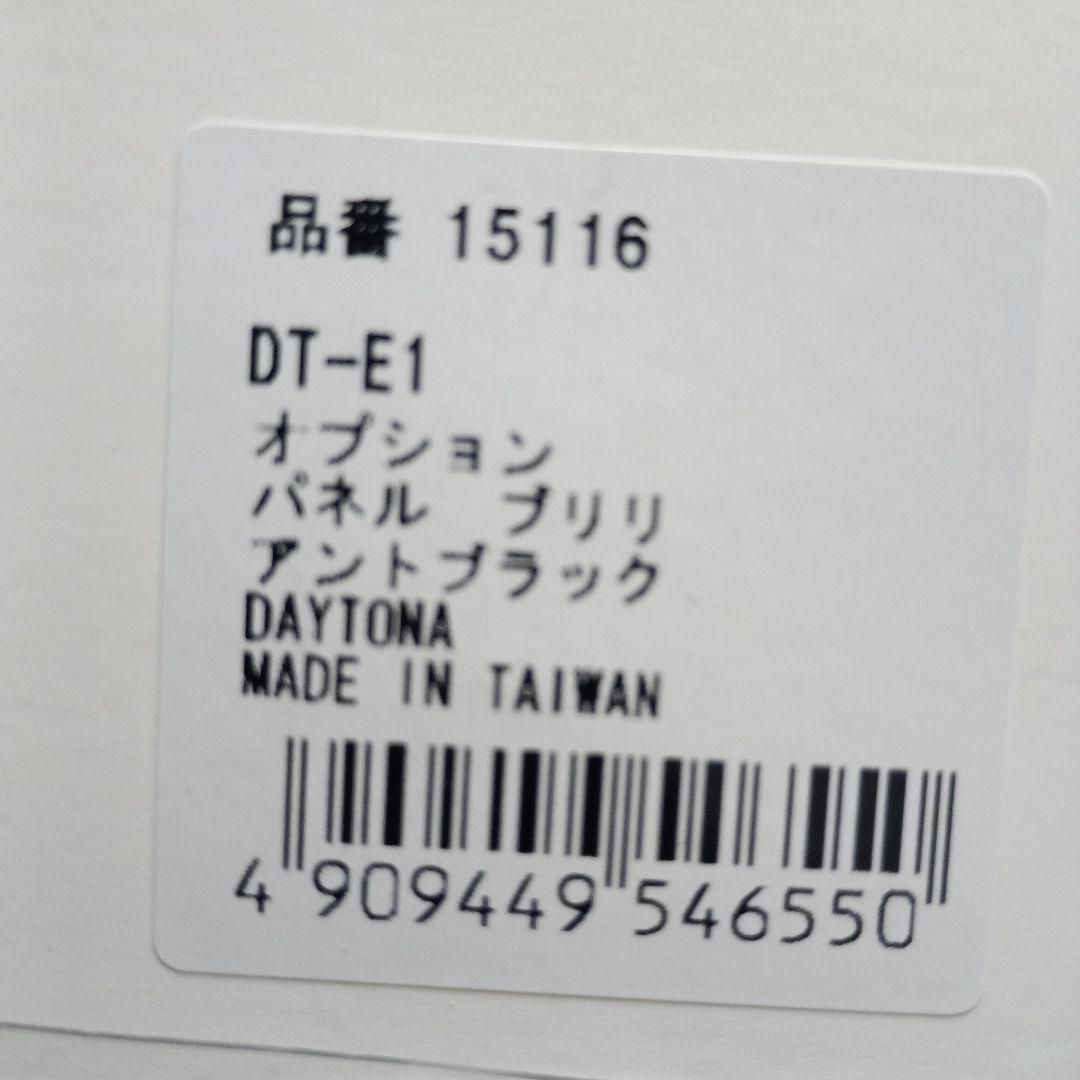 品番 15116
DT-E1
オプション
パネル ブリリ
アントブラック
DAYTONA
MADE IN TAIWAN
4 909449 546550